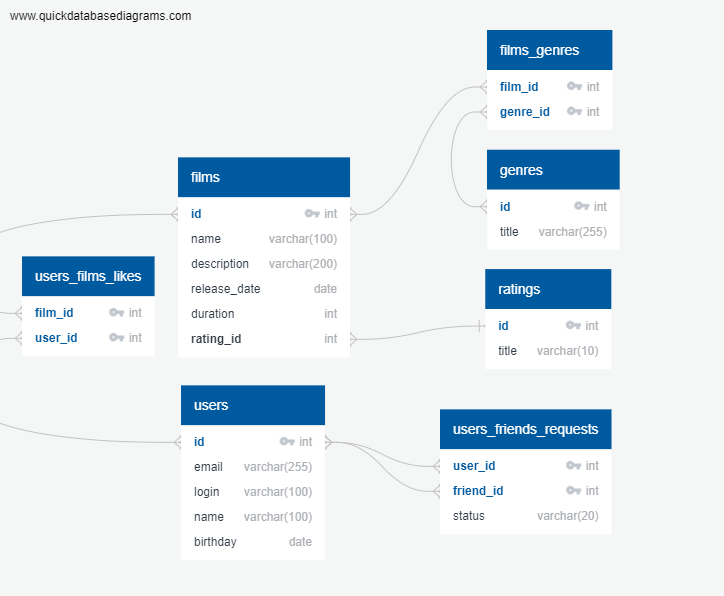 www.quickdatabasediagrams.com
films_genres
film_id int
genre_id int
genres
id int
title varchar(255)
films
id int
name varchar(100)
description varchar(200)
release_date date
duration int
rating_id int
users_films_likes
film_id int
user_id int
ratings
id int
title varchar(10)
users
id int
email varchar(255)
login varchar(100)
name varchar(100)
birthday date
users_friends_requests
user_id int
friend_id int
status varchar(20)